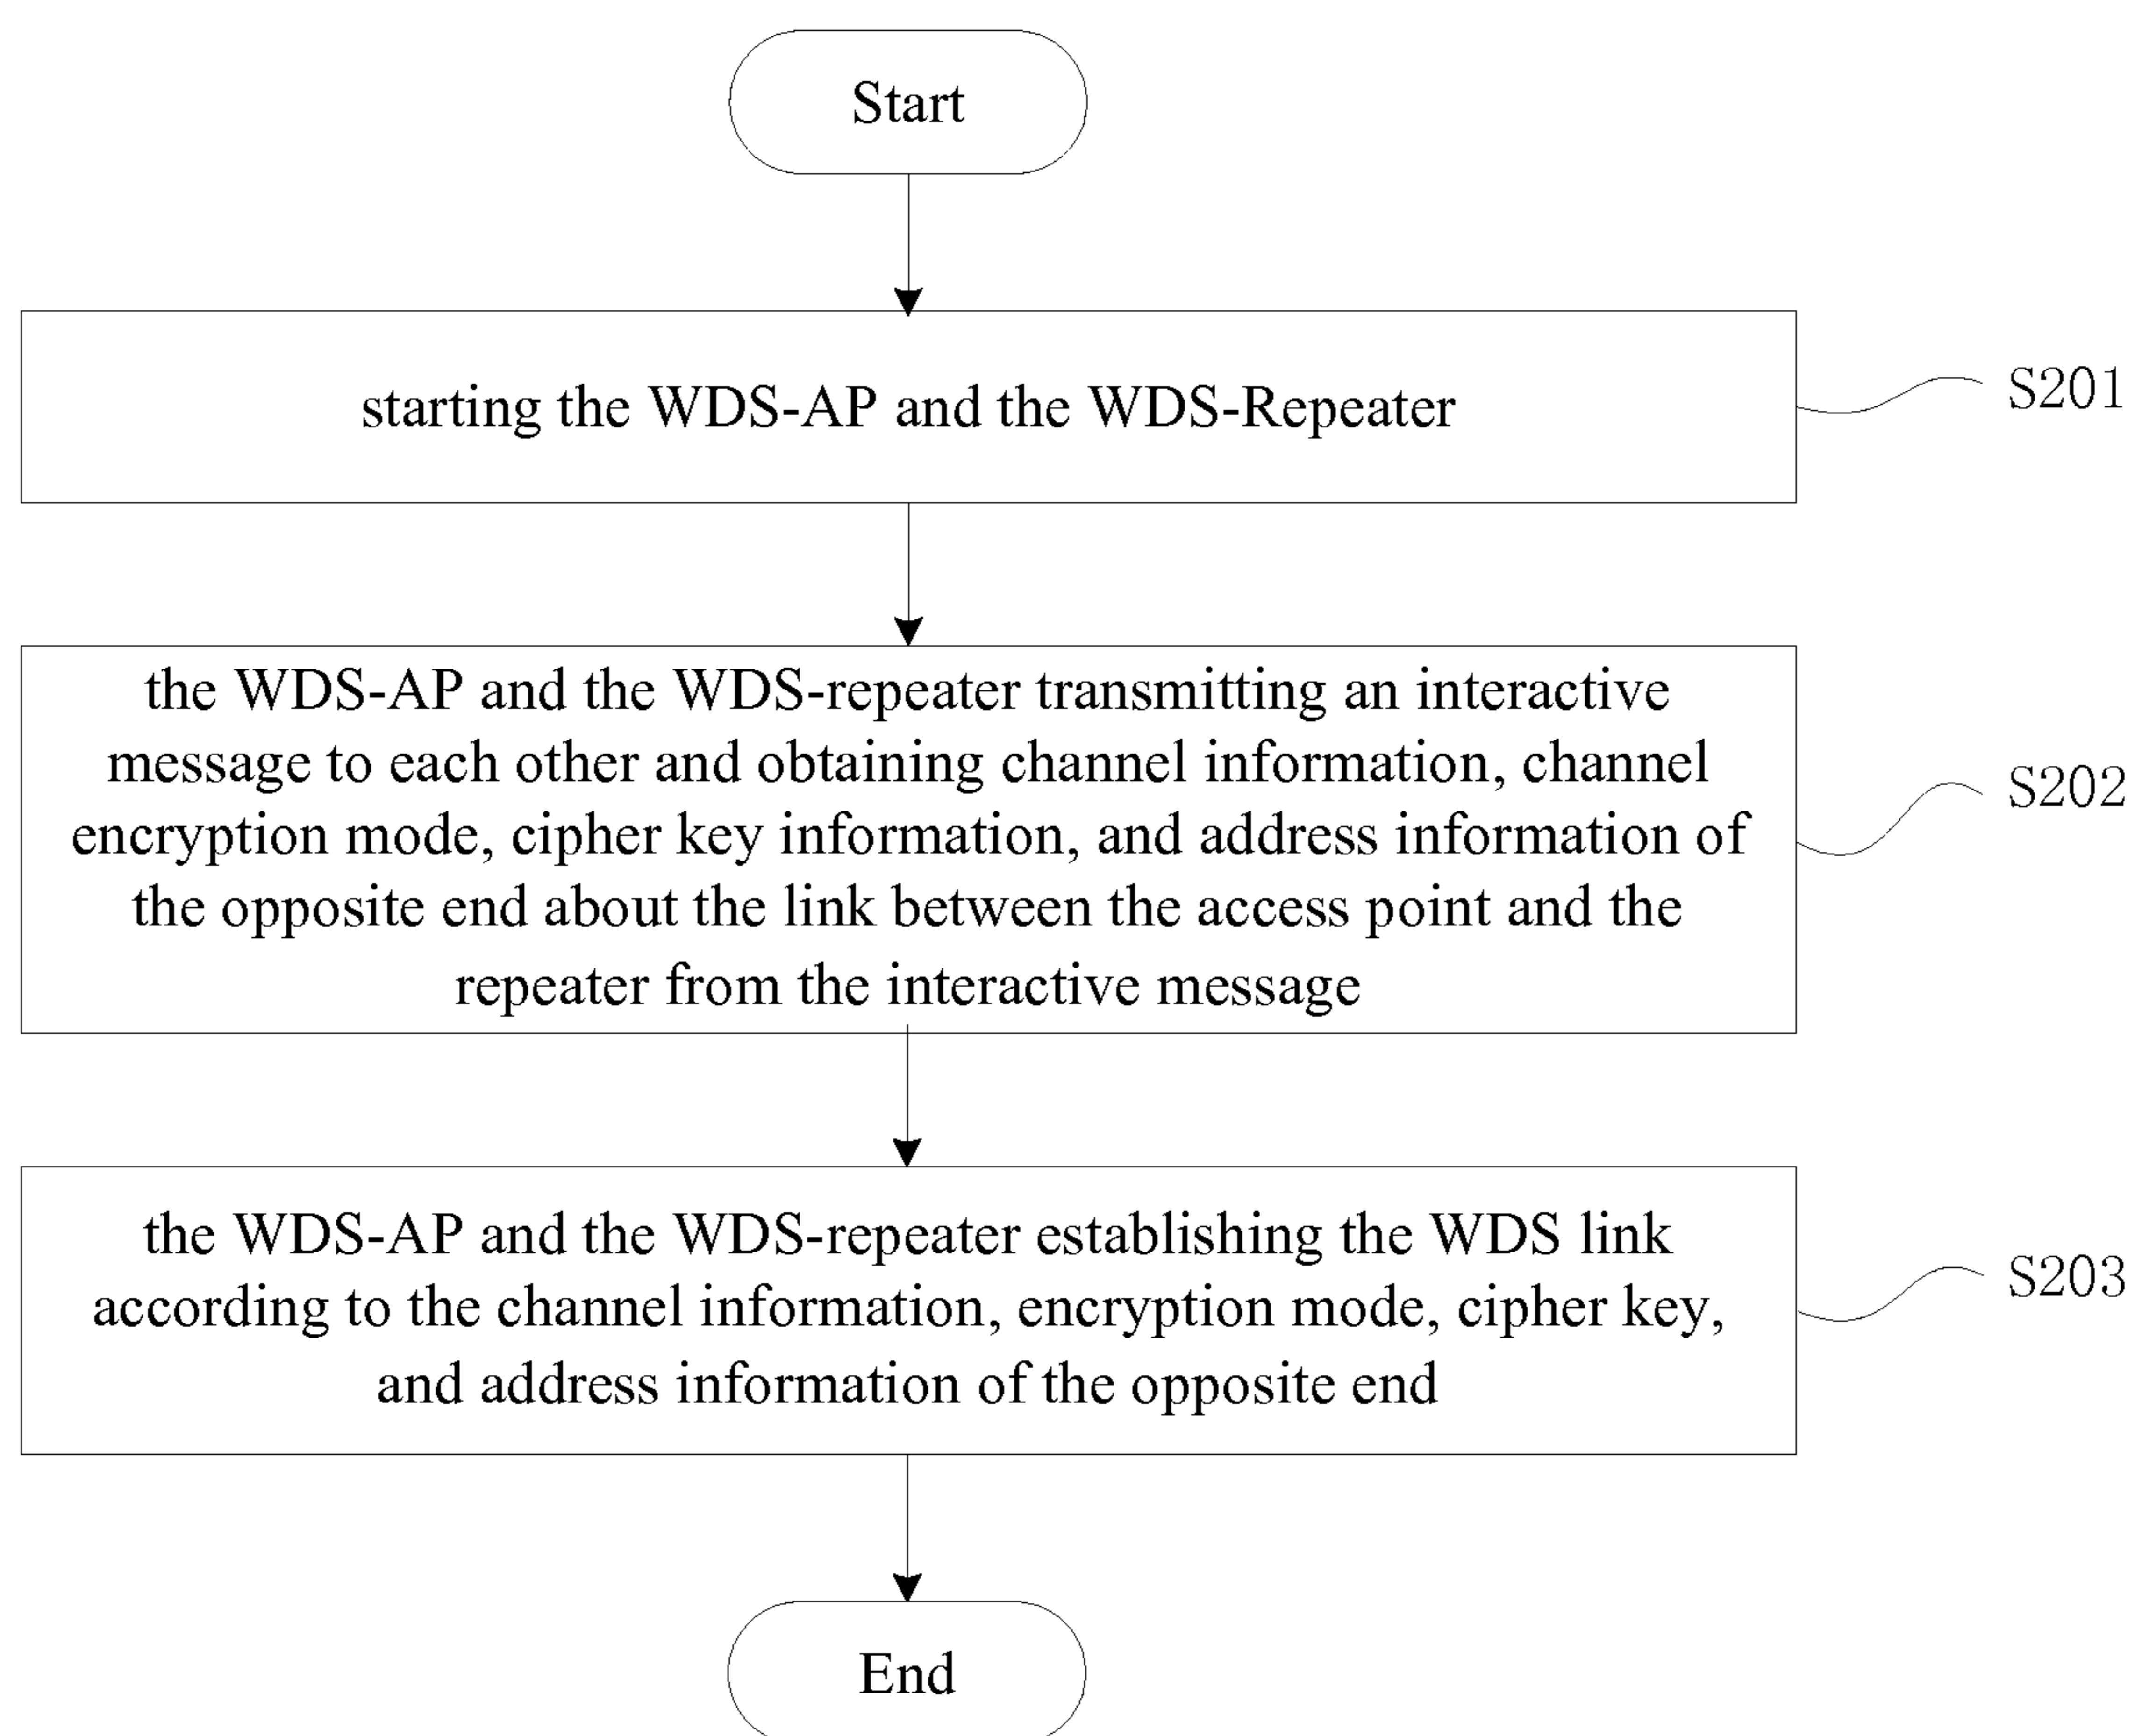 Start
starting the WDS-AP and the WDS-Repeater
S201
the WDS-AP and the WDS-repeater transmitting an interactive
message to each other and obtaining channel information, channel
encryption mode, cipher key information, and address information of
the opposite end about the link between the access point and the
repeater from the interactive message
S202
the WDS-AP and the WDS-repeater establishing the WDS link
according to the channel information, encryption mode, cipher key,
and address information of the opposite end
S203
End